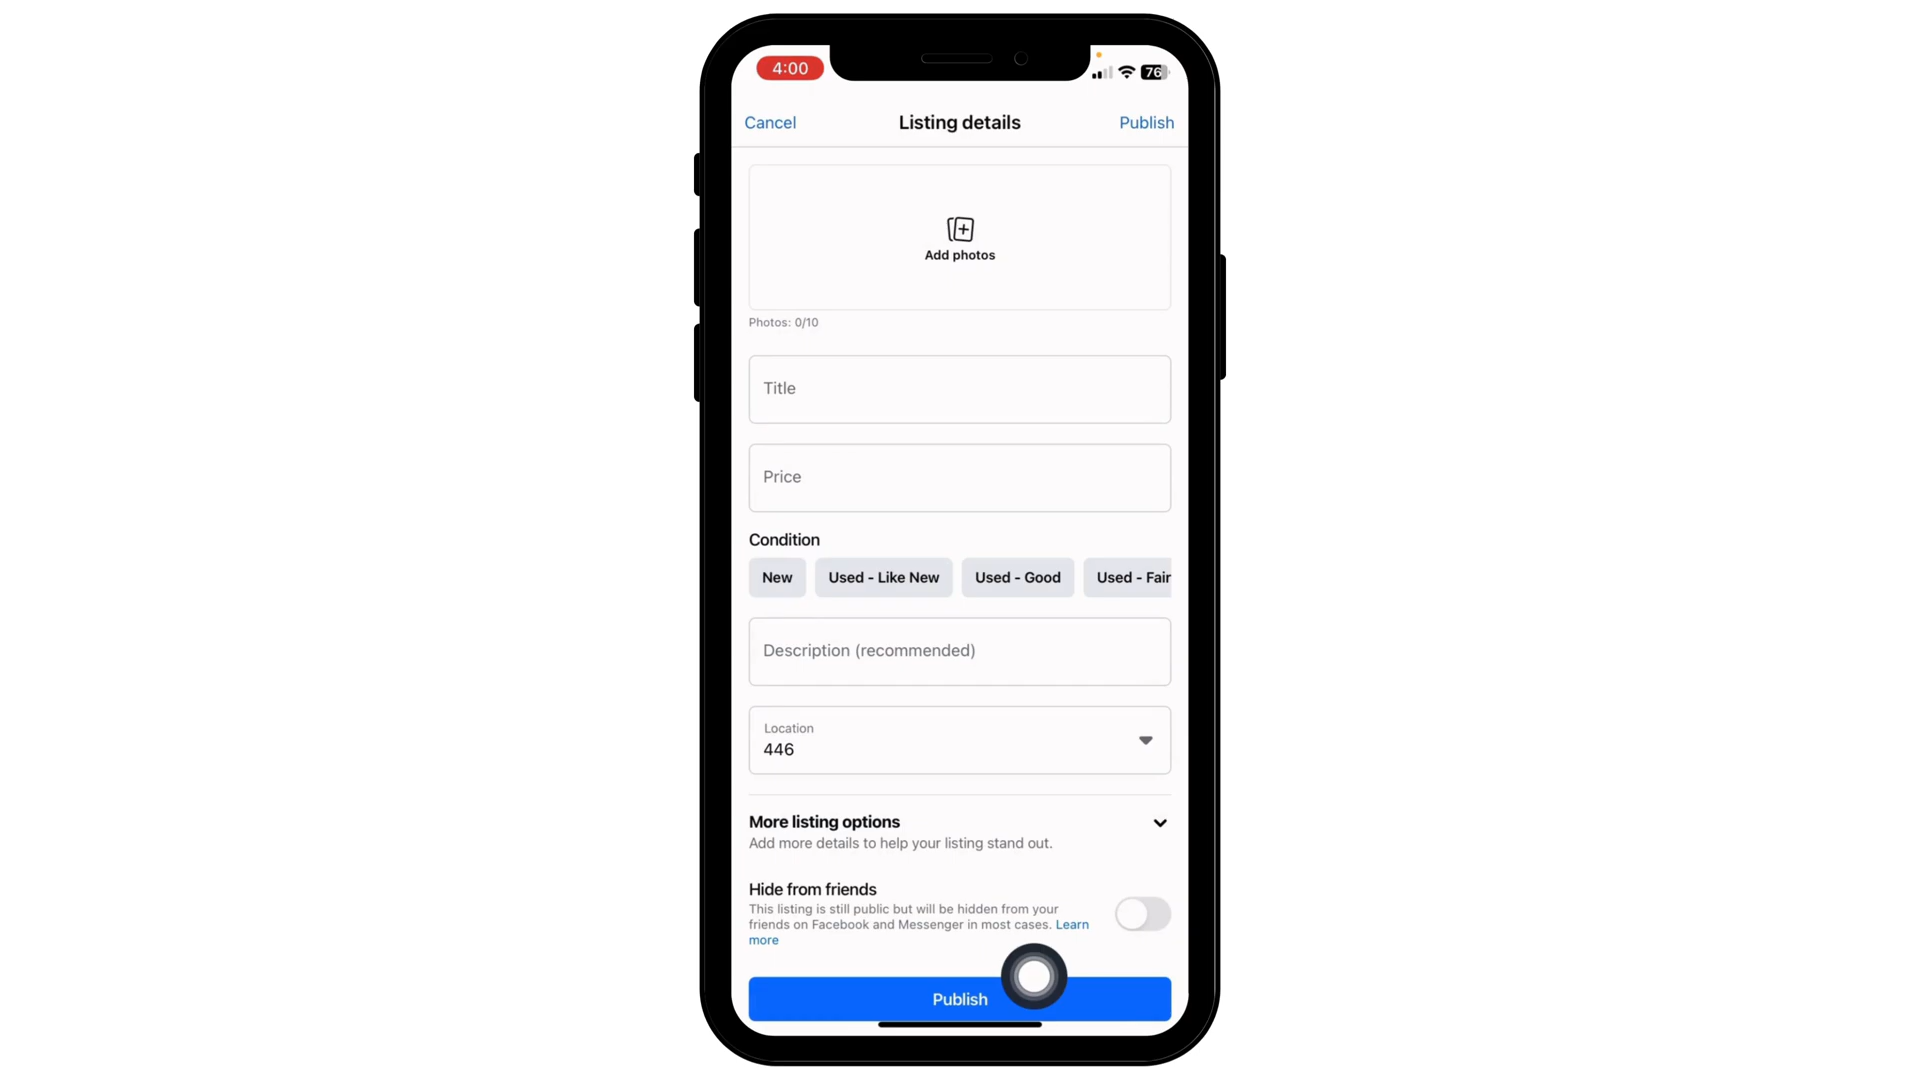 4:00
76
Cancel
Listing details
Publish
Add photos
Photos: 0/10
Title
Price
Condition
New
Used - Like New
Used - Good
Used - Fair
Description (recommended)
Location
446
More listing options
Add more details to help your listing stand out.
Hide from friends
This listing is still public but will be hidden from your
friends on Facebook and Messenger in most cases. Learn
more
Publish